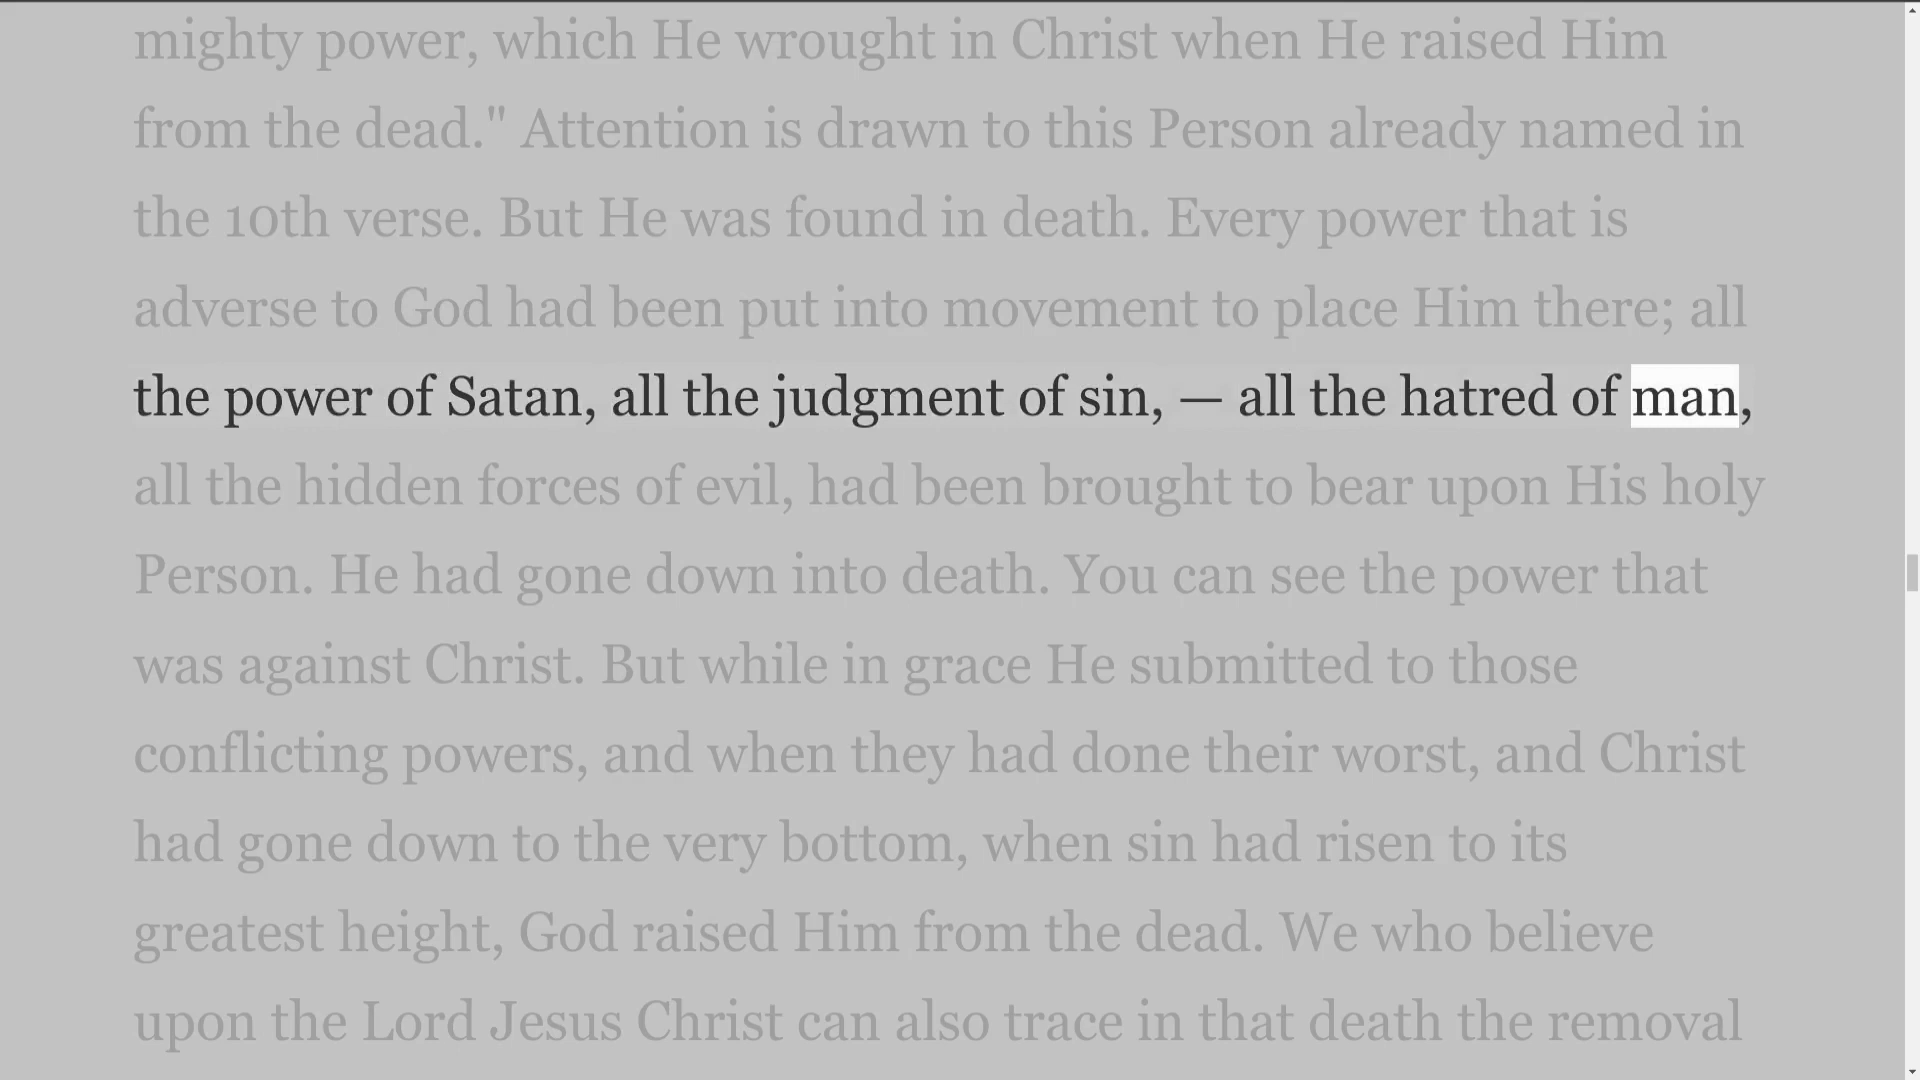 mighty power, which He wrought in Christ when He raised Him
from the dead." Attention is drawn to this Person already named in
the 10th verse. But He was found in death. Every power that is
adverse to God had been put into movement to place Him there; all
the power of Satan, all the judgment of sin, — all the hatred of man,
all the hidden forces of evil, had been brought to bear upon His holy
Person. He had gone down into death. You can see the power that
was against Christ. But while in grace He submitted to those
conflicting powers, and when they had done their worst, and Christ
had gone down to the very bottom, when sin had risen to its
greatest height, God raised Him from the dead. We who believe
upon the Lord Jesus Christ can also trace in that death the removal